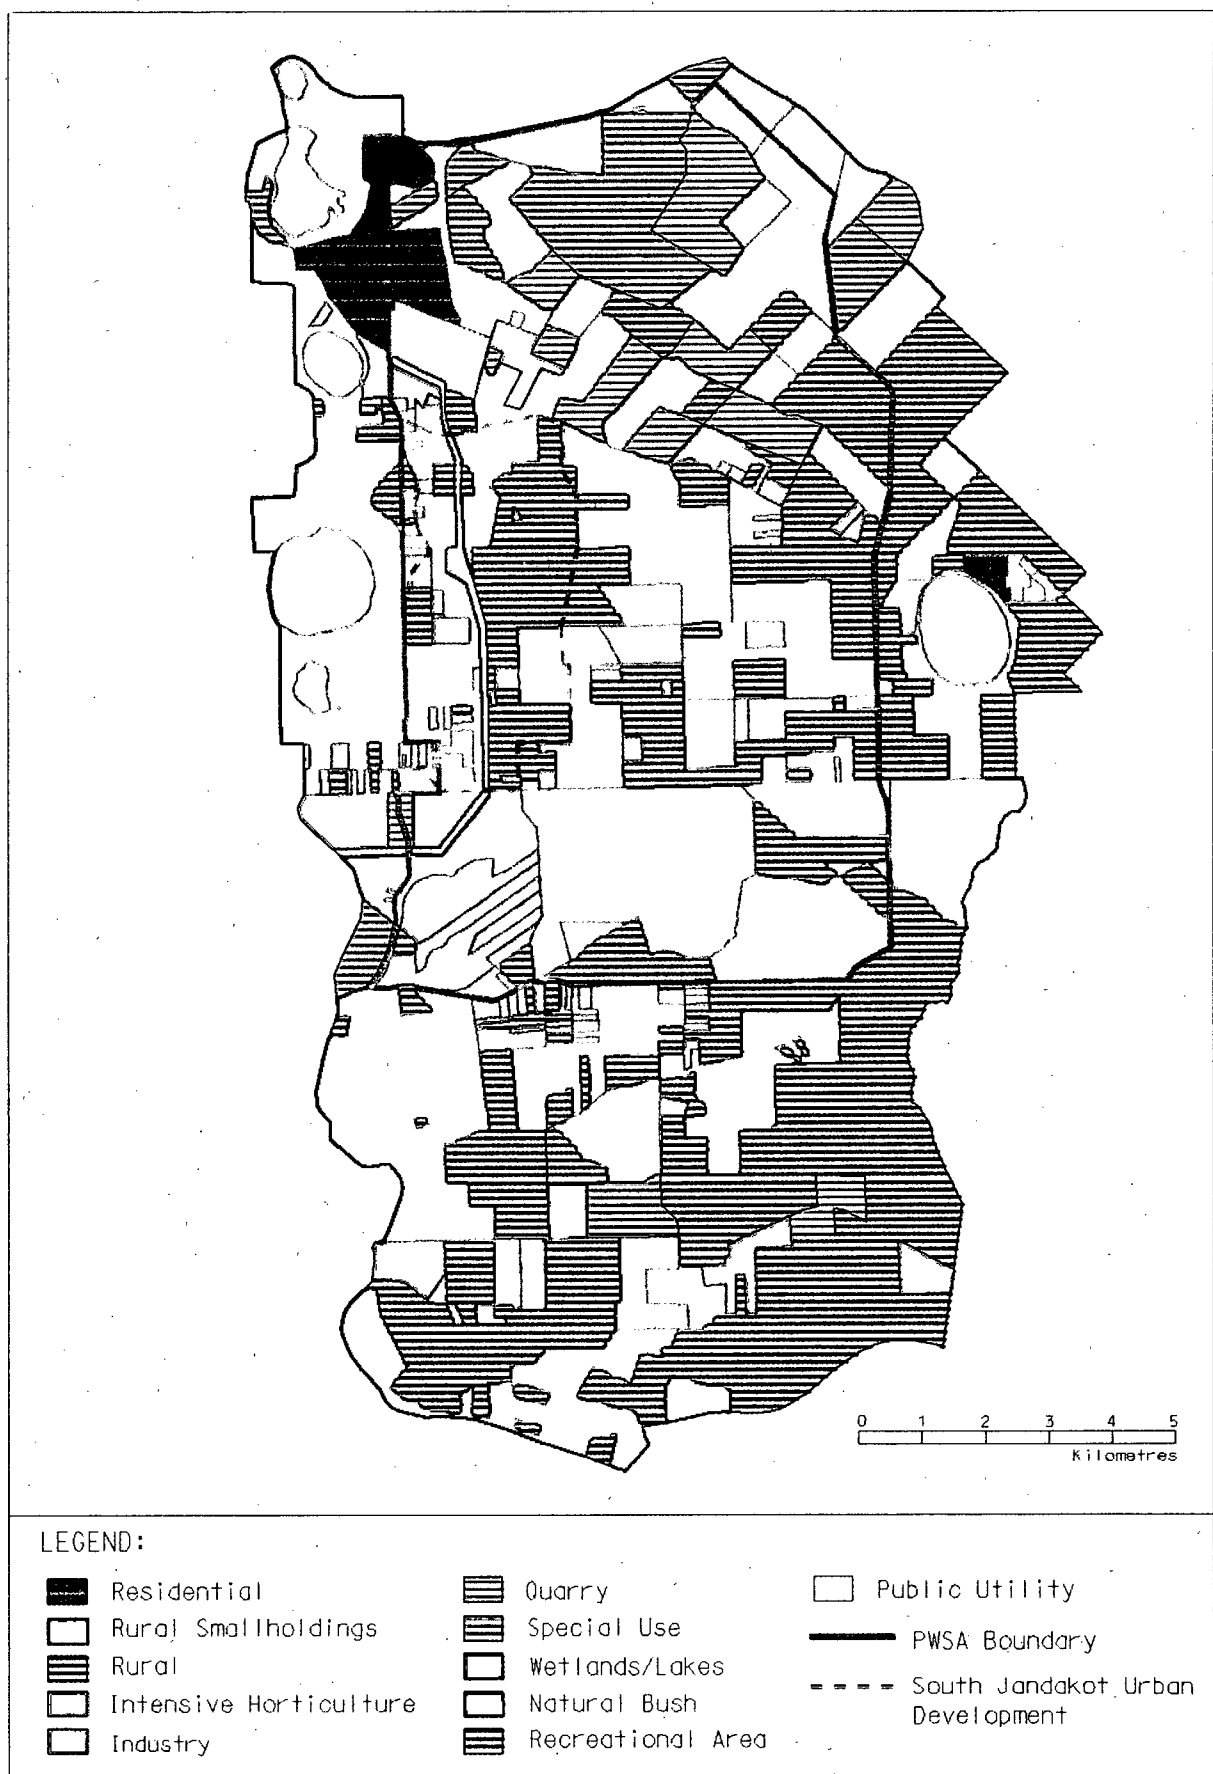 0 1 2 3 4 5
Kilometres
LEGEND:
Residential
Rural Smallholdings
Rural
Intensive Horticulture
Industry
Quarry
Special Use
Wetlands/Lakes
Natural Bush
Recreational Area
Public Utility
PWSA Boundary
South Jandakot Urban
Development